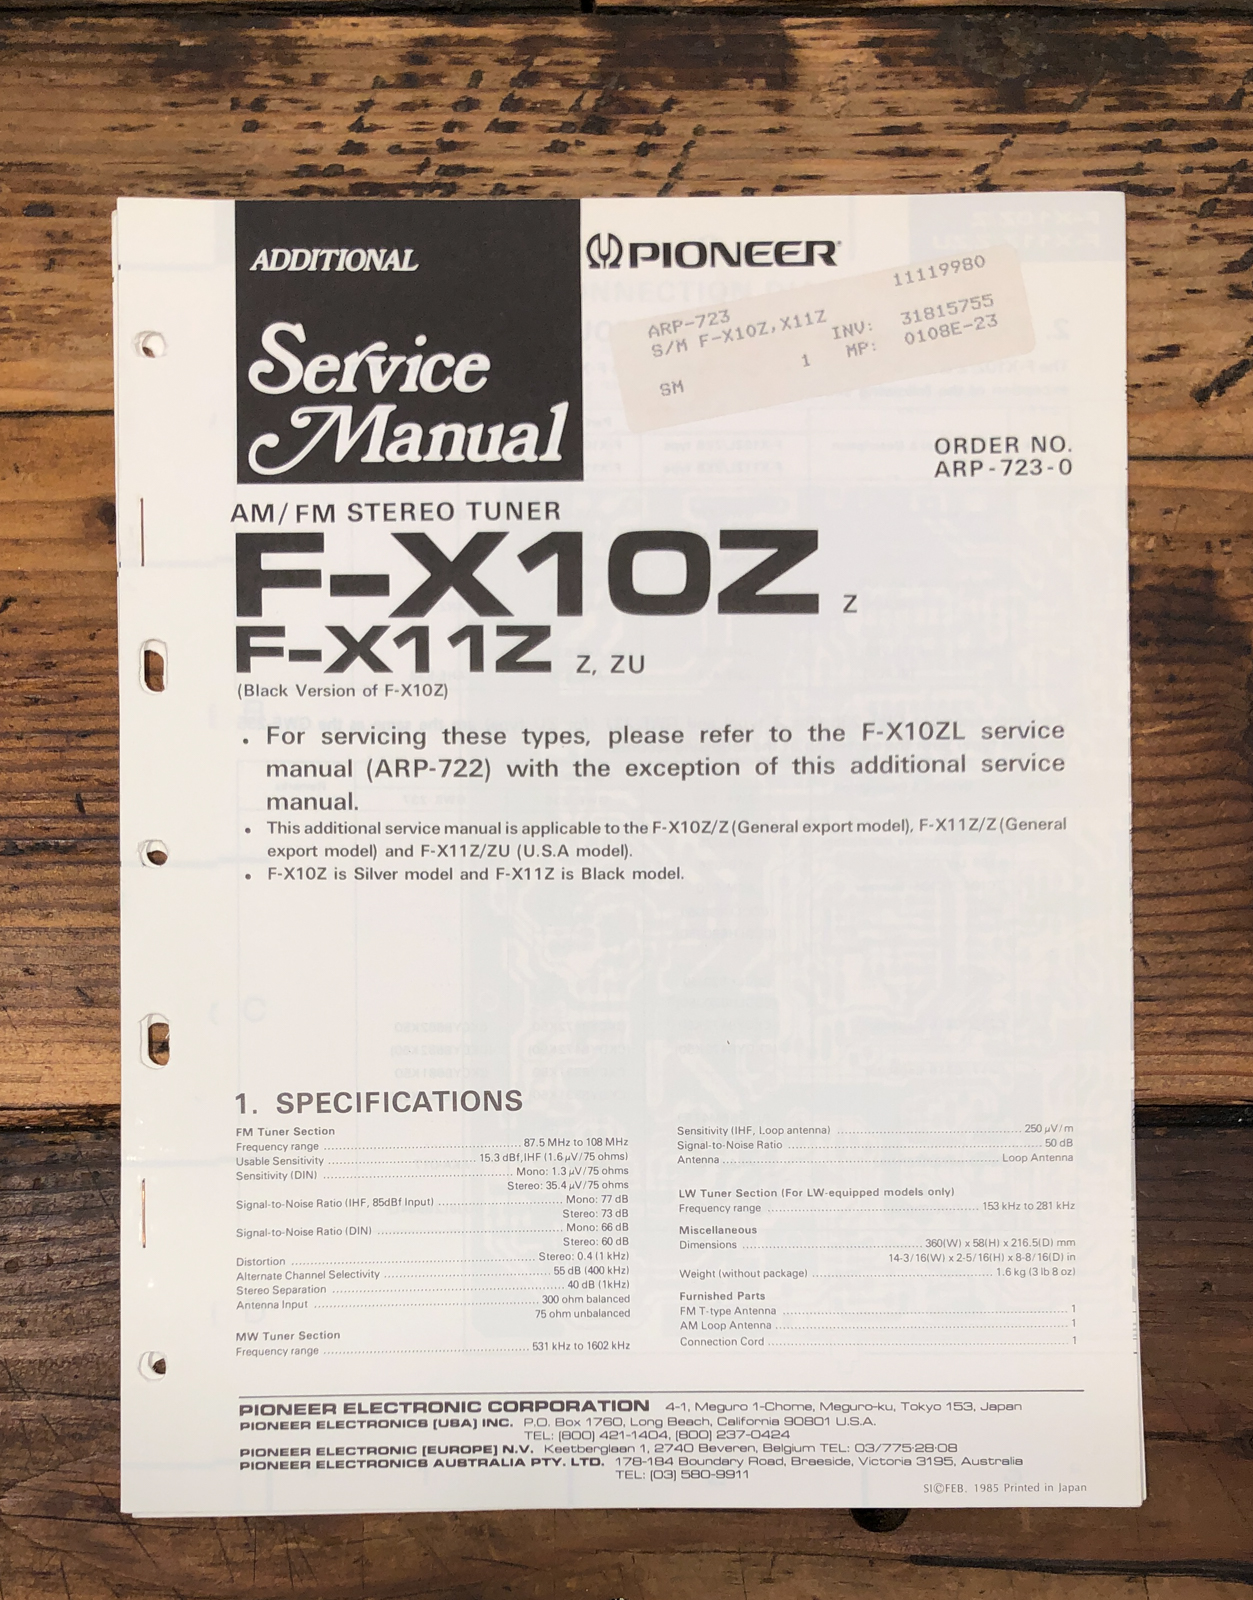 ADDITIONAL
Service
Manual
PIONEER
11119980
ARP-723
S/M F-X10Z,X11Z INV: 31815755
1 MP: 0108E-23
SM
ORDER NO.
ARP-723-0
AM/FM STEREO TUNER
F-X10Z Z
F-X11Z Z, ZU
(Black Version of F-X10Z)
• For servicing these types, please refer to the F-X10ZL service
manual (ARP-722) with the exception of this additional service
manual.
• This additional service manual is applicable to the F-X10Z/Z (General export model), F-X11Z/Z (General
export model) and F-X11Z/ZU (U.S.A model).
• F-X10Z is Silver model and F-X11Z is Black model.
1. SPECIFICATIONS
FM Tuner Section
Frequency range ... 87.5 MHz to 108 MHz
Usable Sensitivity ... 15.3 dBf, IHF (1.6 μV/75 ohms)
Sensitivity (DIN) ... Mono: 1.3 μV/75 ohms
Stereo: 35.4 μV/75 ohms
Signal-to-Noise Ratio (IHF, 85dBf Input) ... Mono: 77 dB
Stereo: 73 dB
Signal-to-Noise Ratio (DIN) ... Mono: 66 dB
Stereo: 60 dB
Distortion ... Stereo: 0.4 (1 kHz)
Alternate Channel Selectivity ... 55 dB (400 kHz)
Stereo Separation ... 40 dB (1kHz)
Antenna Input ... 300 ohm balanced
75 ohm unbalanced
MW Tuner Section
Frequency range ... 531 kHz to 1602 kHz
Sensitivity (IHF, Loop antenna) ... 250 μV/m
Signal-to-Noise Ratio ... 50 dB
Antenna ... Loop Antenna
LW Tuner Section (For LW-equipped models only)
Frequency range ... 153 kHz to 281 kHz
Miscellaneous
Dimensions ... 360(W) x 58(H) x 216.5(D) mm
14-3/16(W) x 2-5/16(H) x 8-8/16(D) in
Weight (without package) ... 1.6 kg (3 lb 8 oz)
Furnished Parts
FM T-type Antenna ... 1
AM Loop Antenna ... 1
Connection Cord ... 1
PIONEER ELECTRONIC CORPORATION 4-1, Meguro 1-Chome, Meguro-ku, Tokyo 153, Japan
PIONEER ELECTRONICS (USA) INC. P.O. Box 1760, Long Beach, California 90801 U.S.A.
TEL: (800) 421-1404, (800) 237-0424
PIONEER ELECTRONIC [EUROPE] N.V. Keetberglaan 1, 2740 Beveren, Belgium TEL: 03/775·28·08
PIONEER ELECTRONICS AUSTRALIA PTY. LTD. 178-184 Boundary Road, Braeside, Victoria 3195, Australia
TEL: (03) 580-9911
SI©FEB. 1985 Printed in Japan